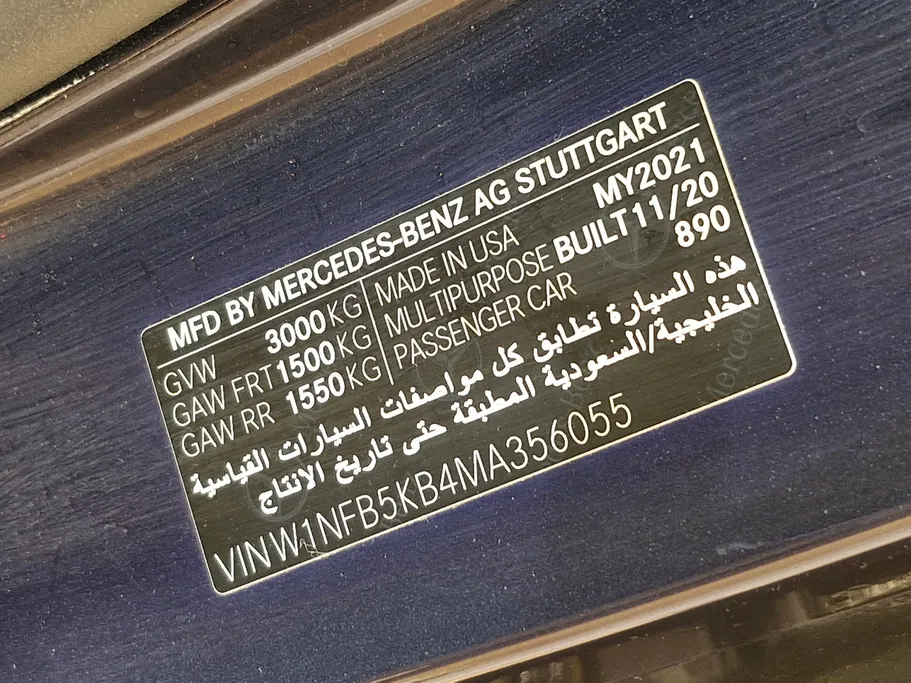 MFD BY MERCEDES-BENZ AG STUTTGART
GVW 3000 KG MADE IN USA MY2021
GAW FRT 1500 KG MULTIPURPOSE BUILT 11/20
GAW RR 1550 KG PASSENGER CAR 890
هذه السيارة تطابق كل مواصفات السيارات القياسية
الخليجية/السعودية المطبقة حتى تاريخ الانتاج
VIN W1NFB5KB4MA356055